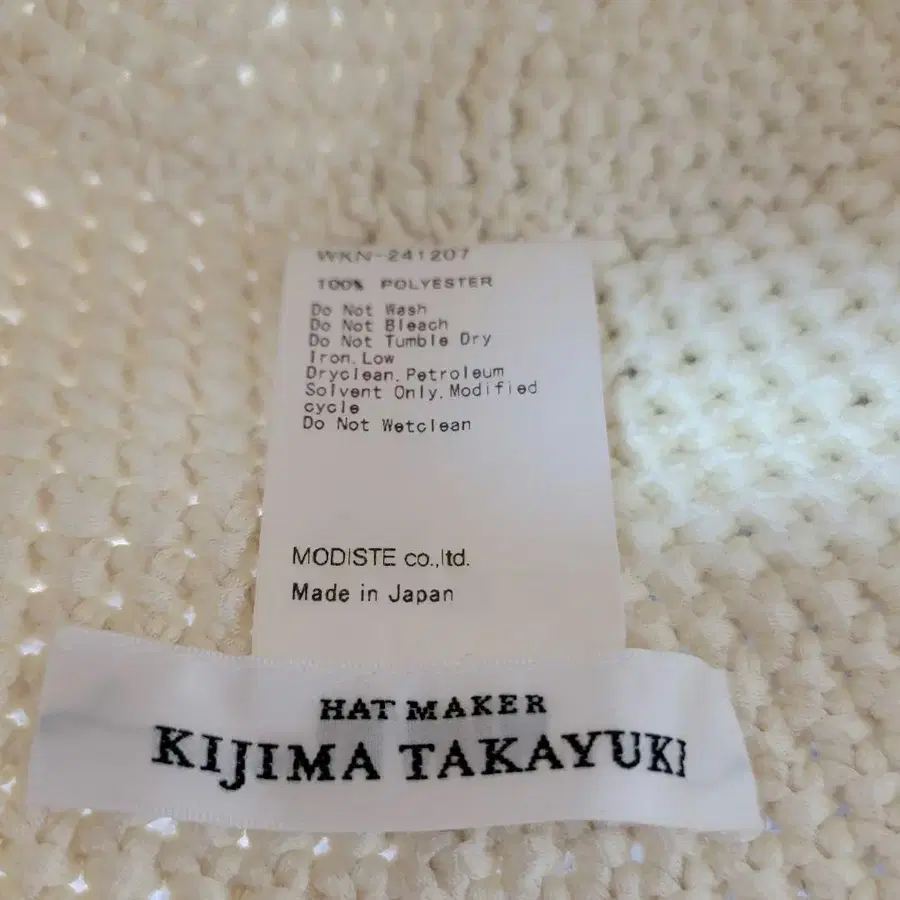 WKN-241207
100% POLYESTER
Do Not Wash
Do Not Bleach
Do Not Tumble Dry
Iron.Low
Dryclean.Petroleum
Solvent Only.Modified
cycle
Do Not Wetclean
MODISTE co.,ltd.
Made in Japan
HAT MAKER
KIJIMA TAKAYUKI